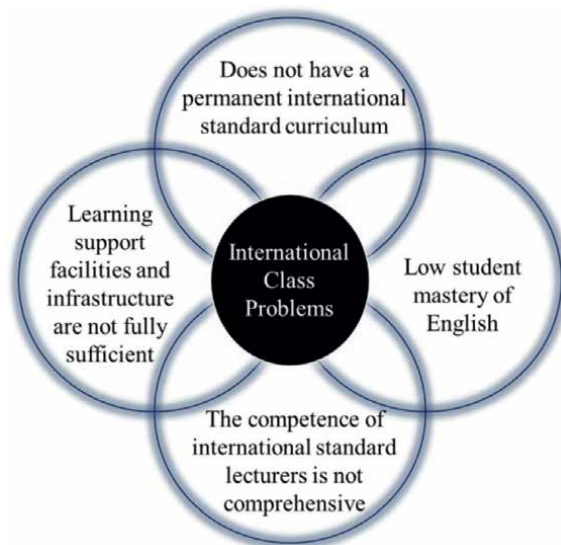 Does not have a
permanent international
standard curriculum
Learning
support
facilities and
infrastructure
are not fully
sufficient
International
Class
Problems
Low student
mastery of
English
The competence of
international standard
lecturers is not
comprehensive